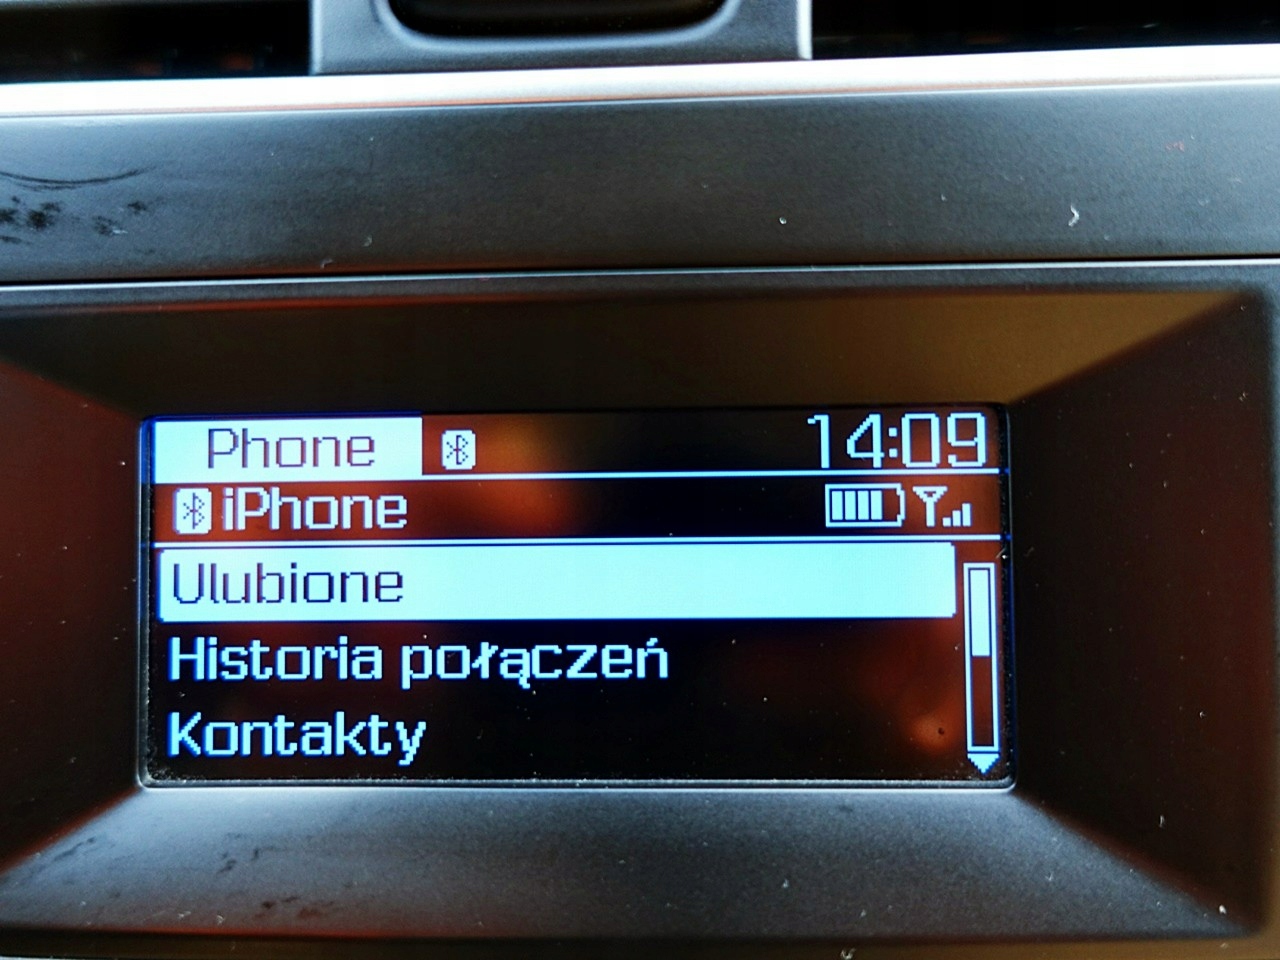 Phone 14:09
iPhone
Ulubione
Historia połączeń
Kontakty